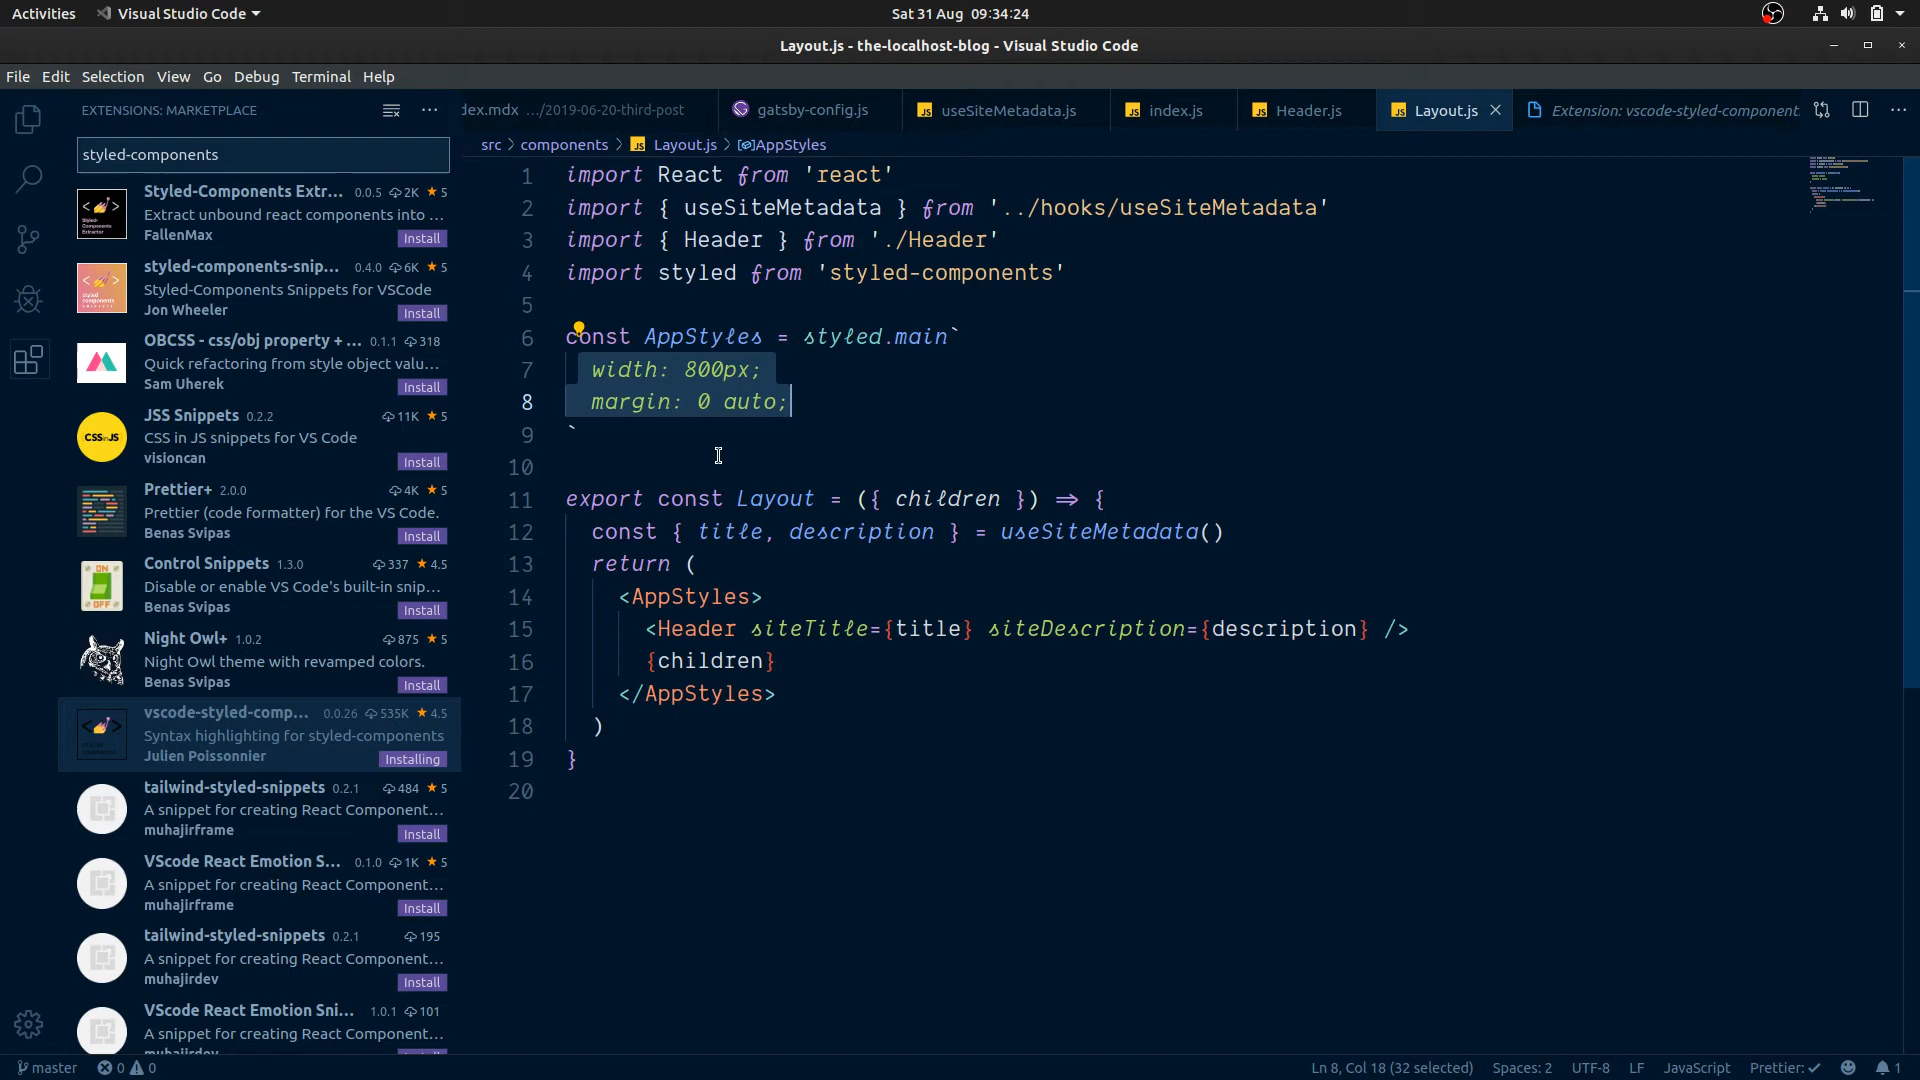 Activities Visual Studio Code Sat 31 Aug 09:34:24
Layout.js - the-localhost-blog - Visual Studio Code
File Edit Selection View Go Debug Terminal Help
EXTENSIONS: MARKETPLACE
dex.mdx .../2019-06-20-third-post gatsby-config.js useSiteMetadata.js index.js Header.js Layout.js Extension: vscode-styled-component
src > components > Layout.js > AppStyles
styled-components
Styled-Components Extr... 0.0.5 2K 5
Extract unbound react components into ...
FallenMax Install
styled-components-snip... 0.4.0 6K 5
Styled-Components Snippets for VSCode
Jon Wheeler Install
OBCSS - css/obj property + ... 0.1.1 318
Quick refactoring from style object valu...
Sam Uherek Install
JSS Snippets 0.2.2 11K 5
CSS in JS snippets for VS Code
visioncan Install
CSS in JS
Prettier+ 2.0.0 4K 5
Prettier (code formatter) for the VS Code.
Benas Svipas Install
Control Snippets 1.3.0 337 4.5
Disable or enable VS Code's built-in snip...
Benas Svipas Install
ON
OFF
Night Owl+ 1.0.2 875 5
Night Owl theme with revamped colors.
Benas Svipas Install
vscode-styled-comp... 0.0.26 535K 4.5
Syntax highlighting for styled-components
Julien Poissonnier Installing
tailwind-styled-snippets 0.2.1 484 5
A snippet for creating React Component...
muhajirframe Install
VScode React Emotion S... 0.1.0 1K 5
A snippet for creating React Component...
muhajirframe Install
tailwind-styled-snippets 0.2.1 195
A snippet for creating React Component...
muhajirdev Install
VScode React Emotion Sni... 1.0.1 101
A snippet for creating React Component...
muhajirdev
1 import React from 'react'
2 import { useSiteMetadata } from '../hooks/useSiteMetadata'
3 import { Header } from './Header'
4 import styled from 'styled-components'
5
6 const AppStyles = styled.main`
7 width: 800px;
8 margin: 0 auto;
9 `
10
11 export const Layout = ({ children }) => {
12 const { title, description } = useSiteMetadata()
13 return (
14 <AppStyles>
15 <Header siteTitle={title} siteDescription={description} />
16 {children}
17 </AppStyles>
18 )
19 }
20
master 0 0 Ln 8, Col 18 (32 selected) Spaces: 2 UTF-8 LF JavaScript Prettier: ✓ 1